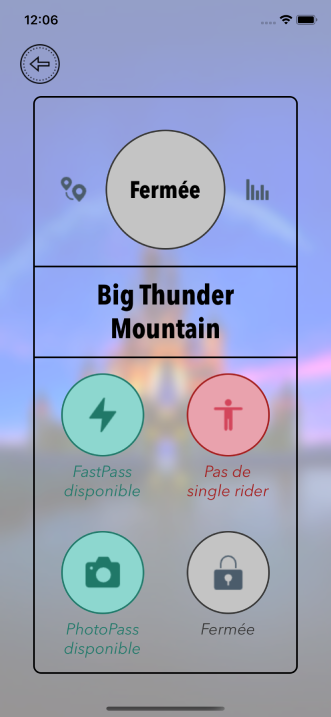 12:06
Fermée
Big Thunder
Mountain
FastPass
disponible
Pas de
single rider
PhotoPass
disponible
Fermée